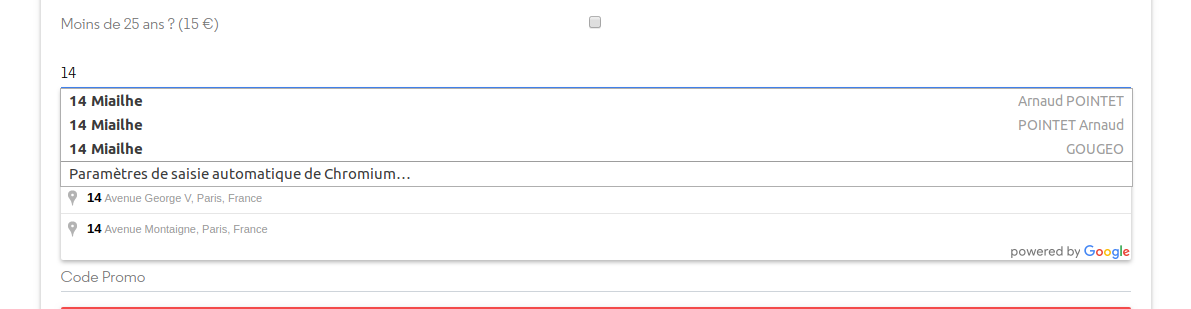 Moins de 25 ans ? (15 €)
14
14 Miailhe Arnaud POINTET
14 Miailhe POINTET Arnaud
14 Miailhe GOUGEO
Paramètres de saisie automatique de Chromium...
14 Avenue George V, Paris, France
14 Avenue Montaigne, Paris, France
powered by Google
Code Promo